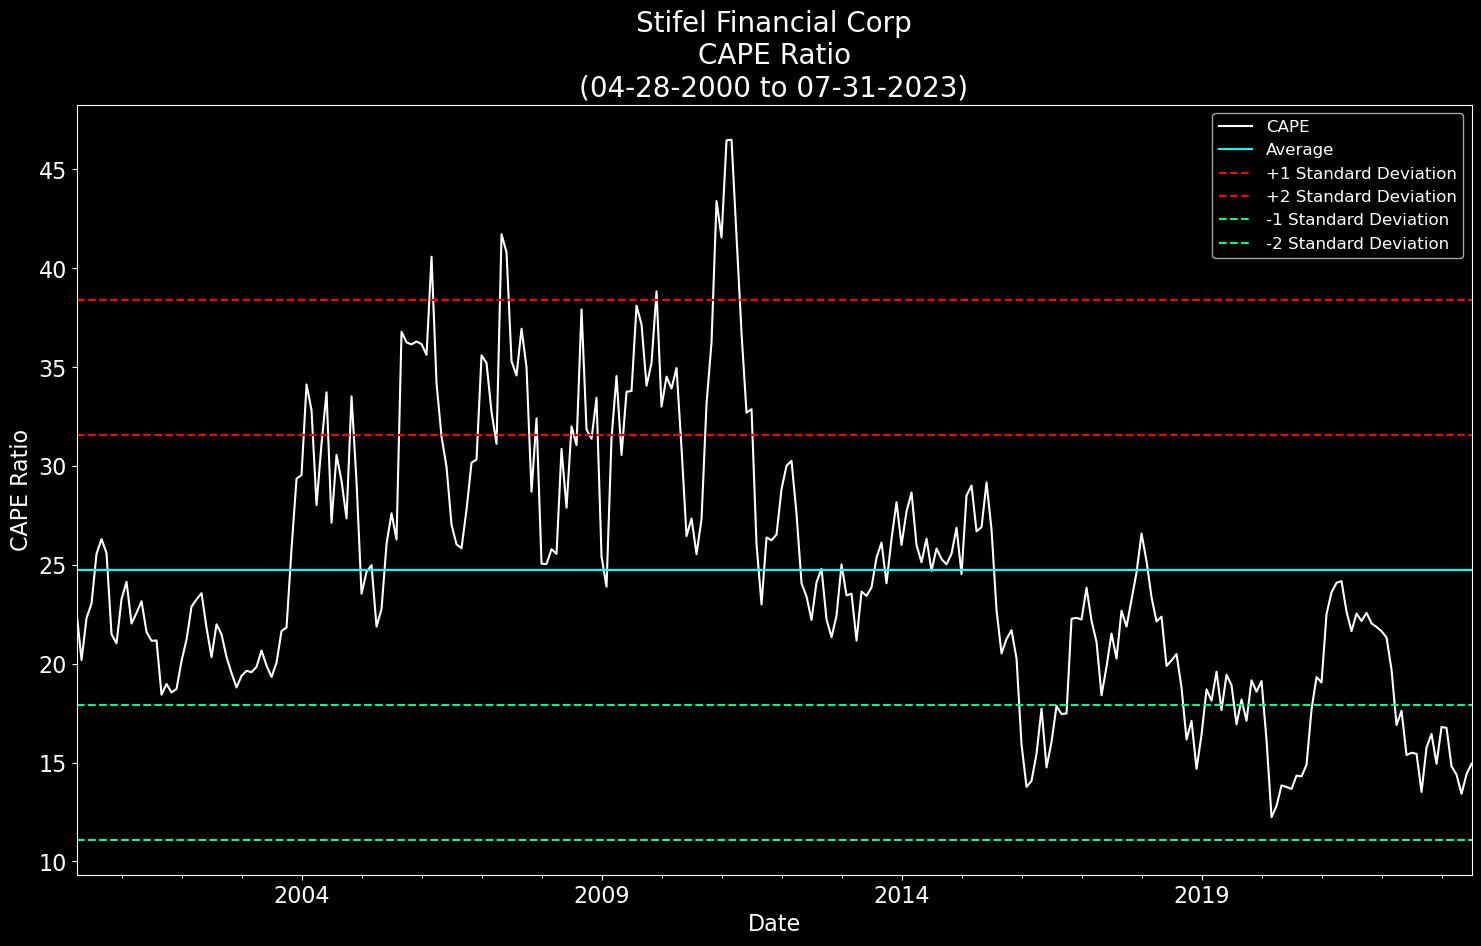 Stifel Financial Corp
CAPE Ratio
(04-28-2000 to 07-31-2023)
CAPE
Average
+1 Standard Deviation
+2 Standard Deviation
-1 Standard Deviation
-2 Standard Deviation
CAPE Ratio
45
40
35
30
25
20
15
10
2004
2009
2014
2019
Date